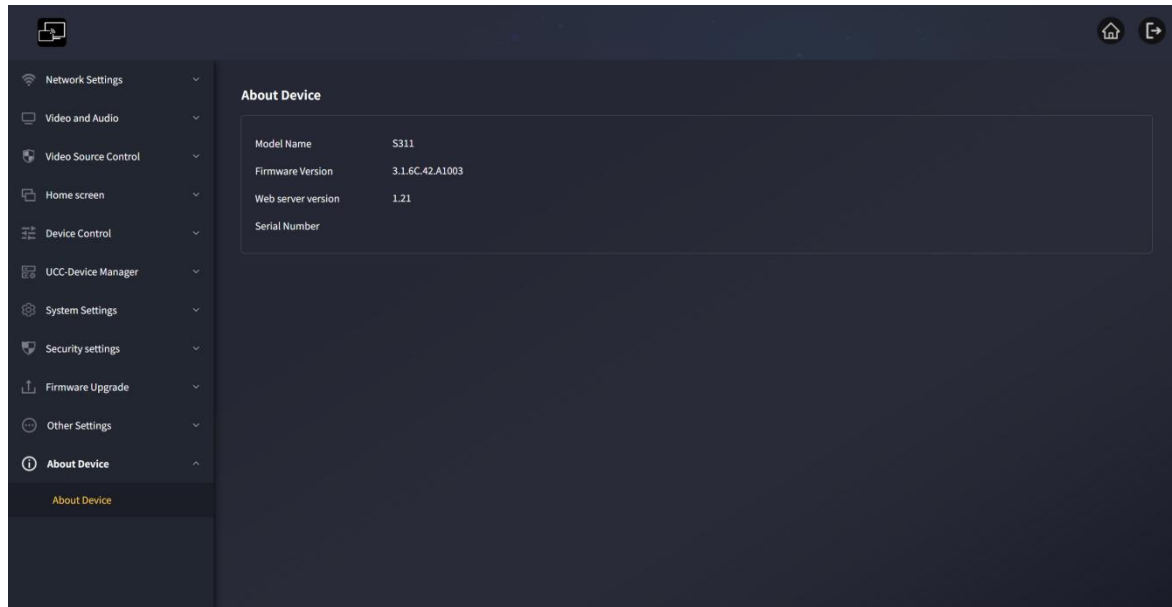 Network Settings
Video and Audio
Video Source Control
Home screen
Device Control
UCC-Device Manager
System Settings
Security settings
Firmware Upgrade
Other Settings
About Device
About Device
About Device
Model Name S311
Firmware Version 3.1.6C.42.A1003
Web server version 1.21
Serial Number